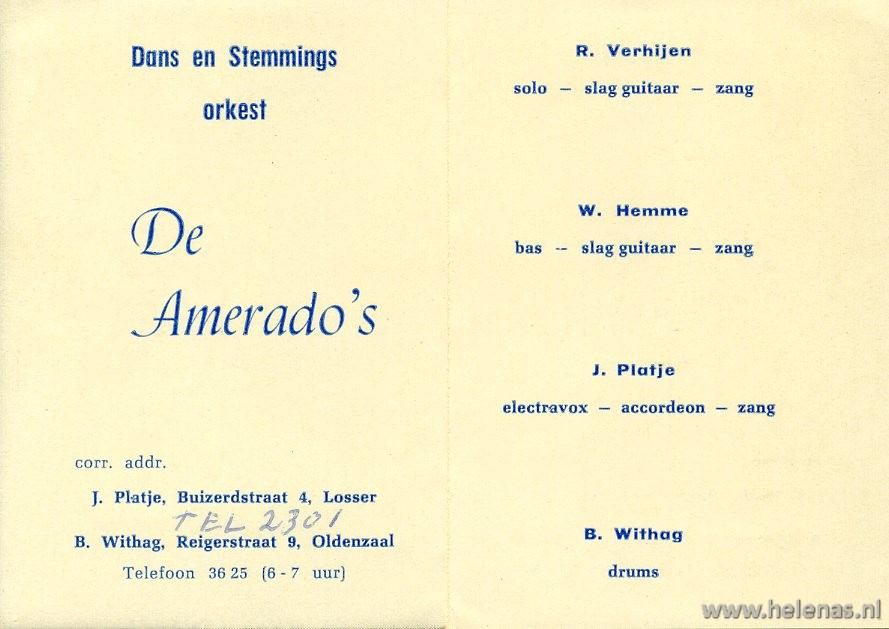 Dans en Stemmings
orkest
De
Amerado's
corr. addr.
J. Platje, Buizerdstraat 4, Losser
TEL 2301
B. Withag, Reigerstraat 9, Oldenzaal
Telefoon 36 25 (6 - 7 uur)
R. Verhijen
solo – slag guitaar – zang
W. Hemme
bas -- slag guitaar – zang
J. Platje
electravox – accordeon – zang
B. Withag
drums
www.helenas.nl